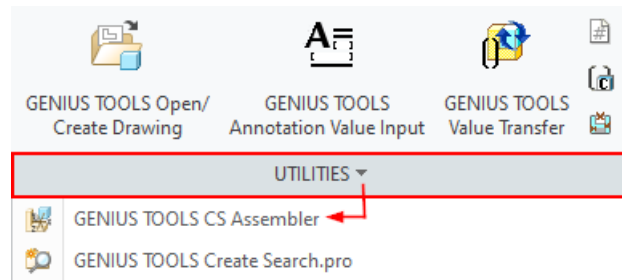 GENIUS TOOLS Open/
Create Drawing
GENIUS TOOLS
Annotation Value Input
GENIUS TOOLS
Value Transfer
UTILITIES
GENIUS TOOLS CS Assembler
GENIUS TOOLS Create Search.pro